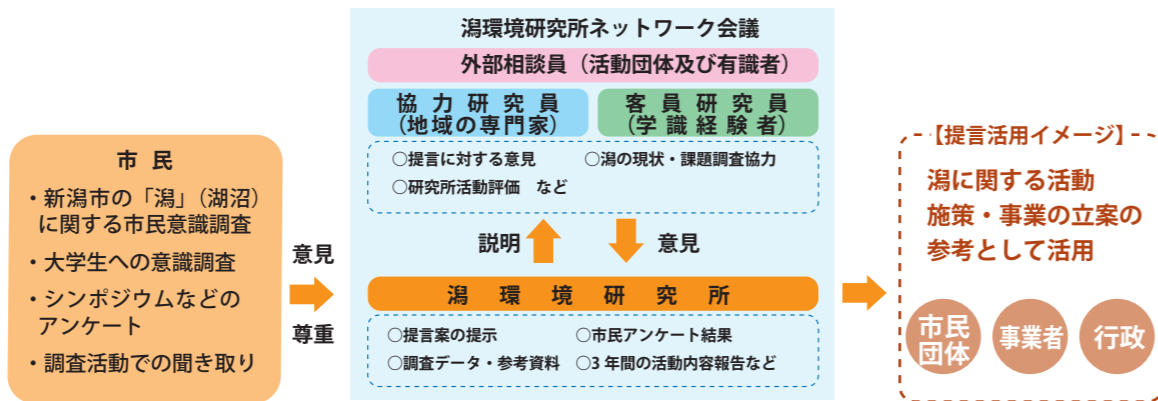 市民
・新潟市の「潟」（湖沼）
に関する市民意識調査
・大学生への意識調査
・シンポジウムなどの
アンケート
・調査活動での聞き取り
意見
尊重
潟環境研究所ネットワーク会議
外部相談員（活動団体及び有識者）
協力研究員
（地域の専門家）
客員研究員
（学識経験者）
○提言に対する意見 ○潟の現状・課題調査協力
○研究所活動評価 など
説明
意見
潟環境研究所
○提言案の提示 ○市民アンケート結果
○調査データ・参考資料 ○3年間の活動内容報告など
【提言活用イメージ】
潟に関する活動
施策・事業の立案の
参考として活用
市民
団体
事業者
行政